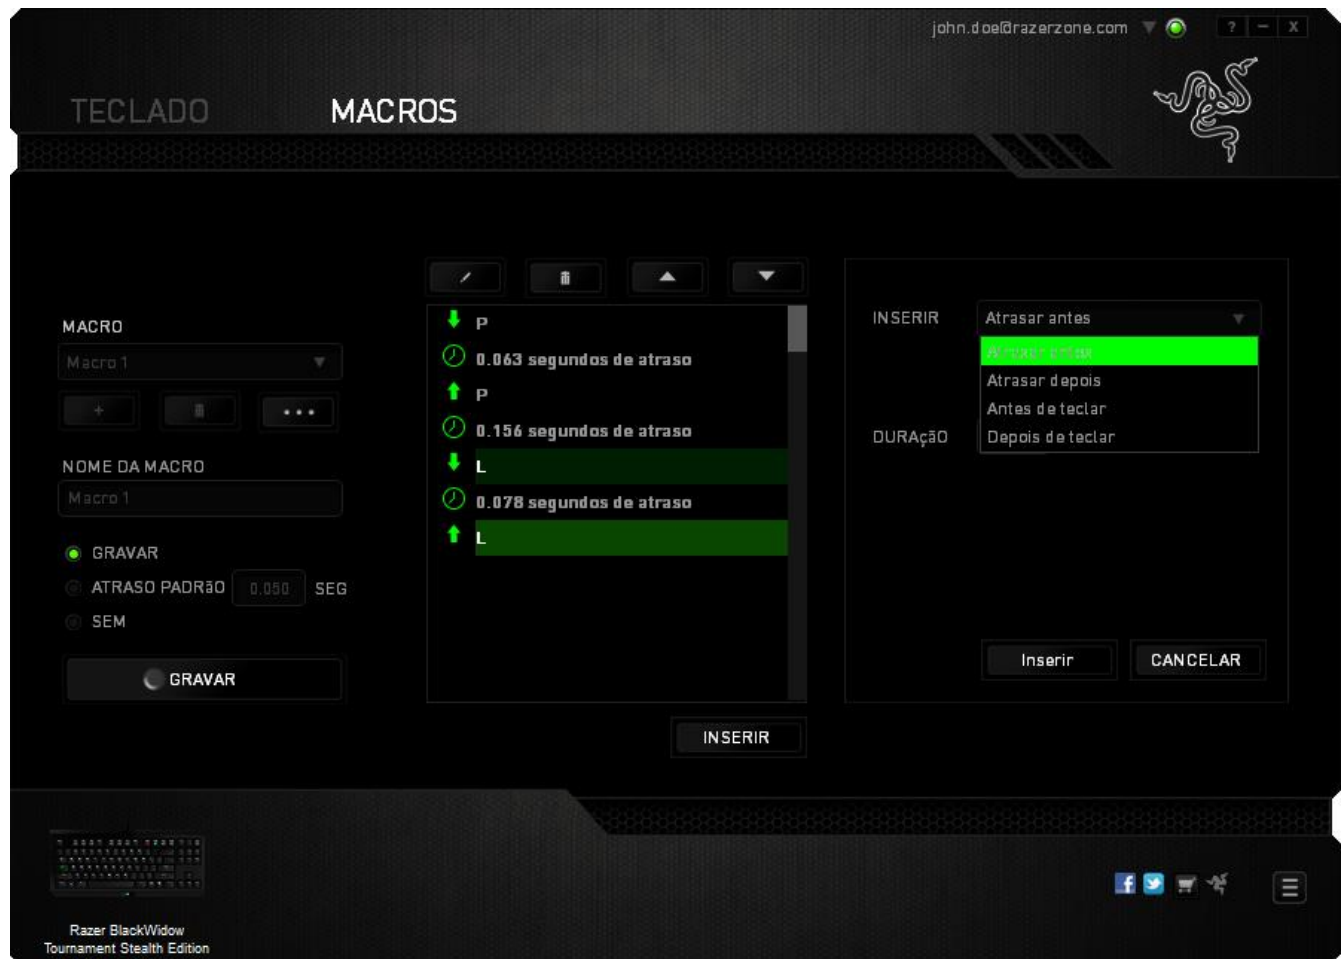 john.doe@razerzone.com
? – X
TECLADO MACROS
MACRO
Macro 1
+
...
NOME DA MACRO
Macro 1
GRAVAR
ATRASO PADRãO 0.050 SEG
SEM
GRAVAR
P
0.063 segundos de atraso
P
0.156 segundos de atraso
L
0.078 segundos de atraso
L
INSERIR
INSERIR Atrasar antes
Atrasar antes
Atrasar depois
Antes de teclar
Depois de teclar
DURAçãO
Inserir CANCELAR
Razer BlackWidow
Tournament Stealth Edition